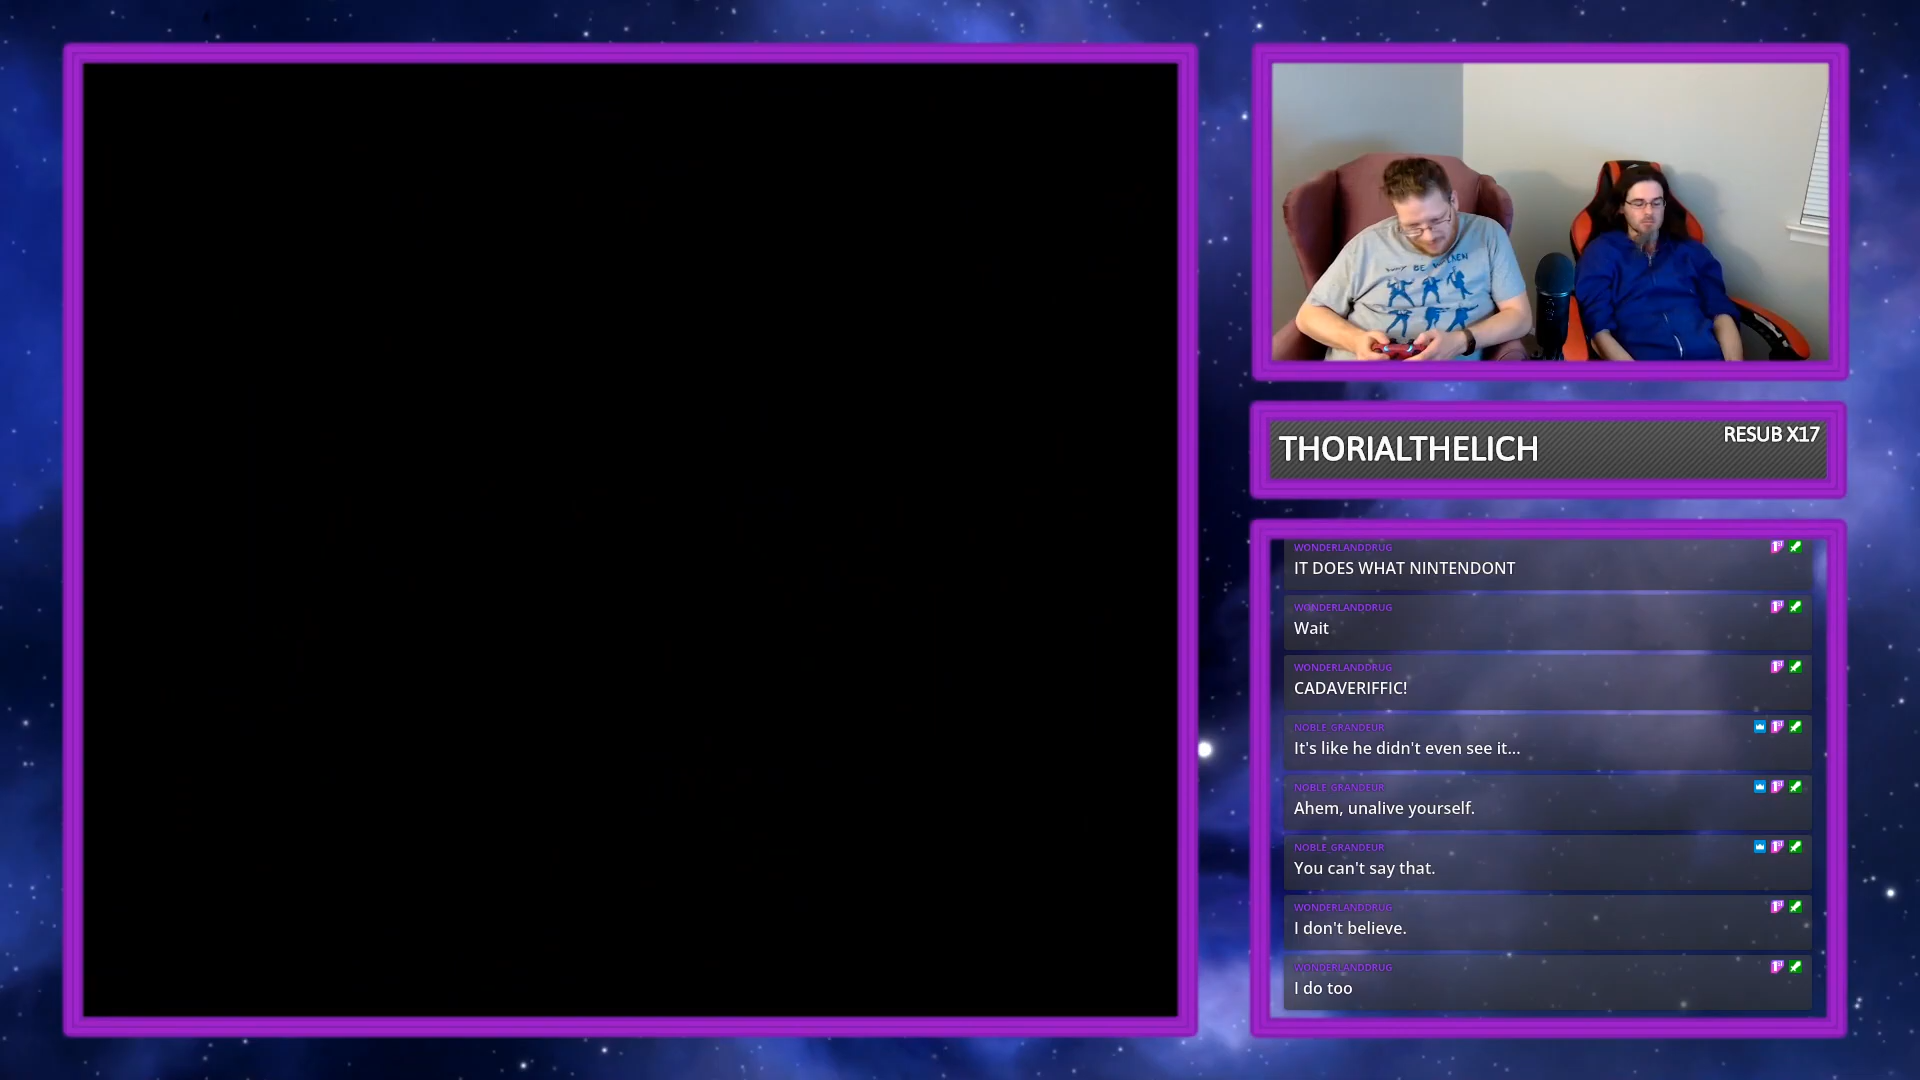 BE
THORIALTHELICH
RESUB X17
WONDERLANDDRUG
IT DOES WHAT NINTENDONT
WONDERLANDDRUG
Wait
WONDERLANDDRUG
CADAVERIFFIC!
NOBLE GRANDEUR
It's like he didn't even see it...
NOBLE GRANDEUR
Ahem, unalive yourself.
NOBLE GRANDEUR
You can't say that.
WONDERLANDDRUG
I don't believe.
WONDERLANDDRUG
I do too